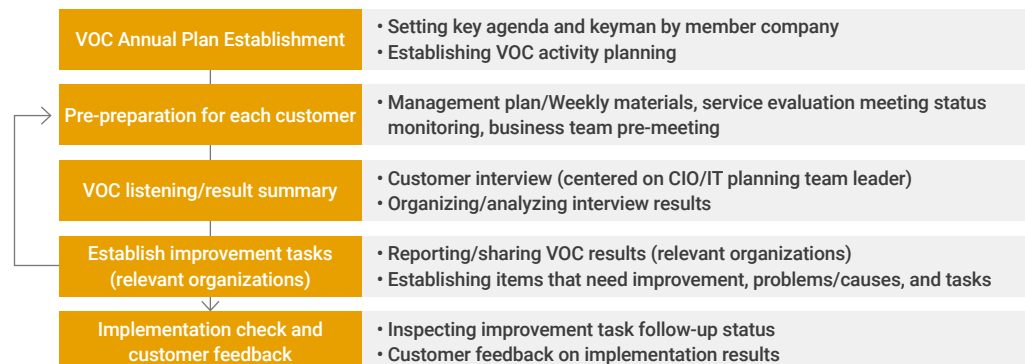 VOC Annual Plan Establishment
• Setting key agenda and keyman by member company
• Establishing VOC activity planning
Pre-preparation for each customer
• Management plan/Weekly materials, service evaluation meeting status
monitoring, business team pre-meeting
VOC listening/result summary
• Customer interview (centered on CIO/IT planning team leader)
• Organizing/analyzing interview results
Establish improvement tasks
(relevant organizations)
• Reporting/sharing VOC results (relevant organizations)
• Establishing items that need improvement, problems/causes, and tasks
Implementation check and
customer feedback
• Inspecting improvement task follow-up status
• Customer feedback on implementation results